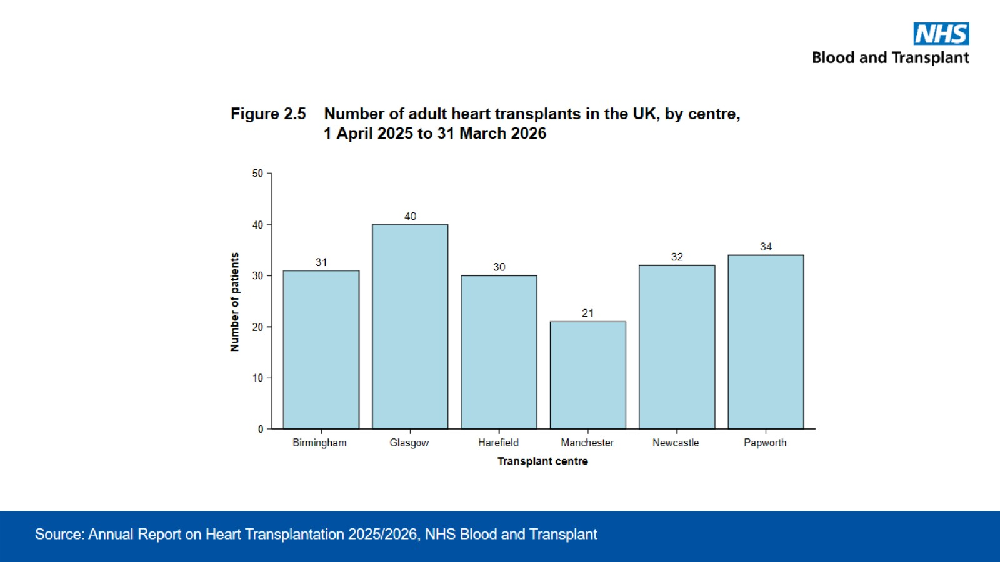 NHS
Blood and Transplant
Figure 2.5 Number of adult heart transplants in the UK, by centre,
1 April 2025 to 31 March 2026
50
40
30
20
10
0
Number of patients
31
40
30
21
32
34
Birmingham
Glasgow
Harefield
Manchester
Newcastle
Papworth
Transplant centre
Source: Annual Report on Heart Transplantation 2025/2026, NHS Blood and Transplant